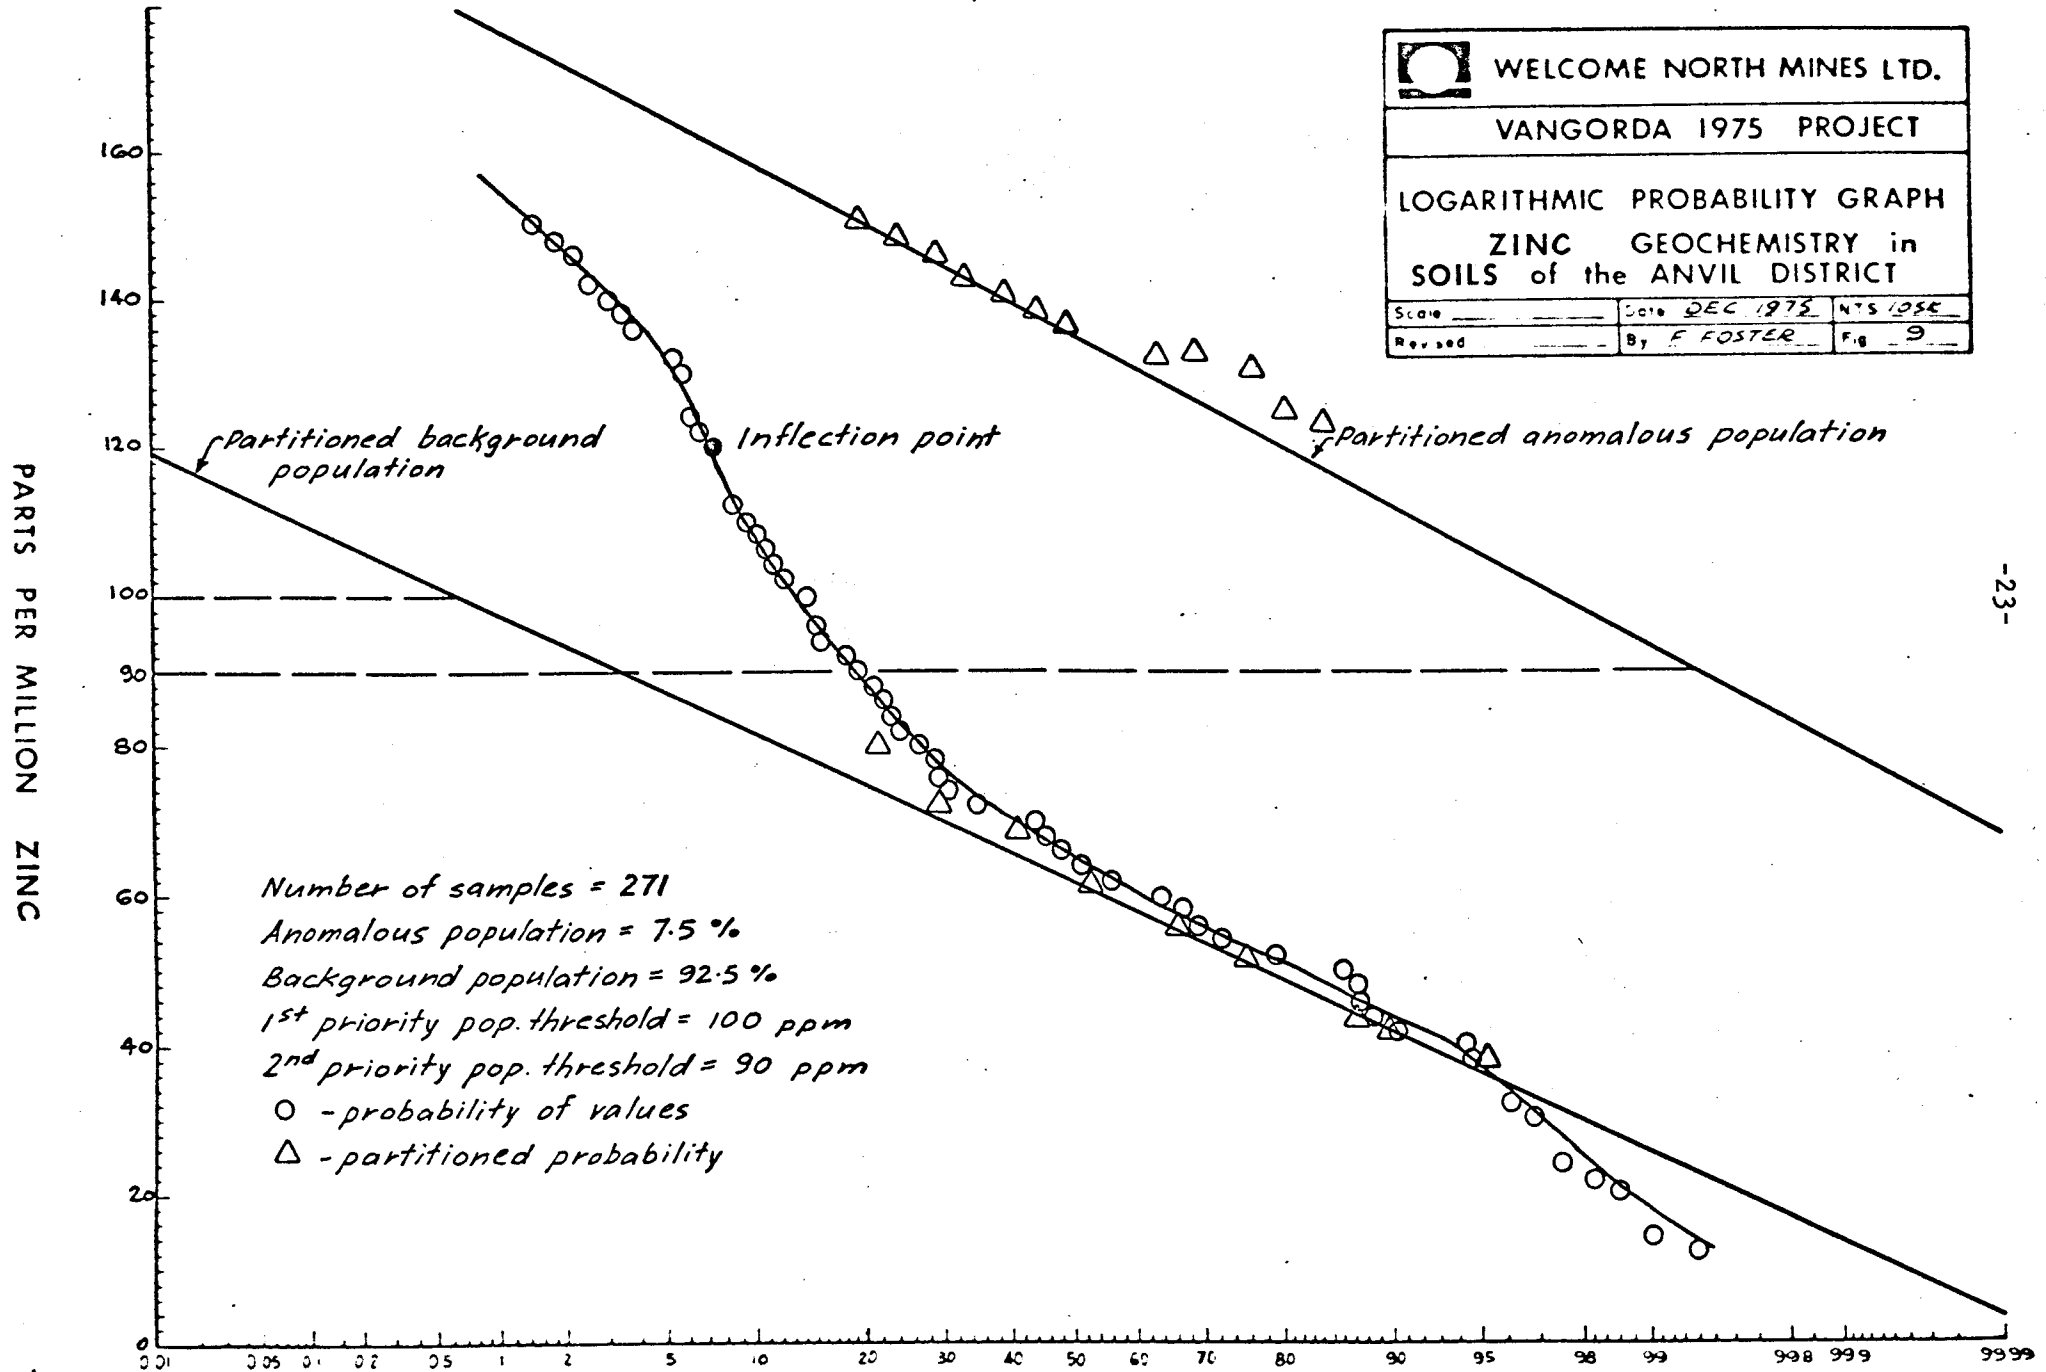 WELCOME NORTH MINES LTD.
VANGORDA 1975 PROJECT
LOGARITHMIC PROBABILITY GRAPH
ZINC GEOCHEMISTRY in
SOILS of the ANVIL DISTRICT
Scale Date DEC 1975 NTS 105K
Revised By F FOSTER Fig 9
PARTS PER MILLION ZINC
160
140
120
100
90
80
60
40
20
0
Partitioned background
population
Inflection point
Partitioned anomalous population
-23-
Number of samples = 271
Anomalous population = 7.5 %
Background population = 92.5 %
1st priority pop. threshold = 100 ppm
2nd priority pop. threshold = 90 ppm
O - probability of values
△ - partitioned probability
0.01 0.05 0.1 0.2 0.5 1 2 5 10 20 30 40 50 60 70 80 90 95 98 99 99.8 99.9 99.99